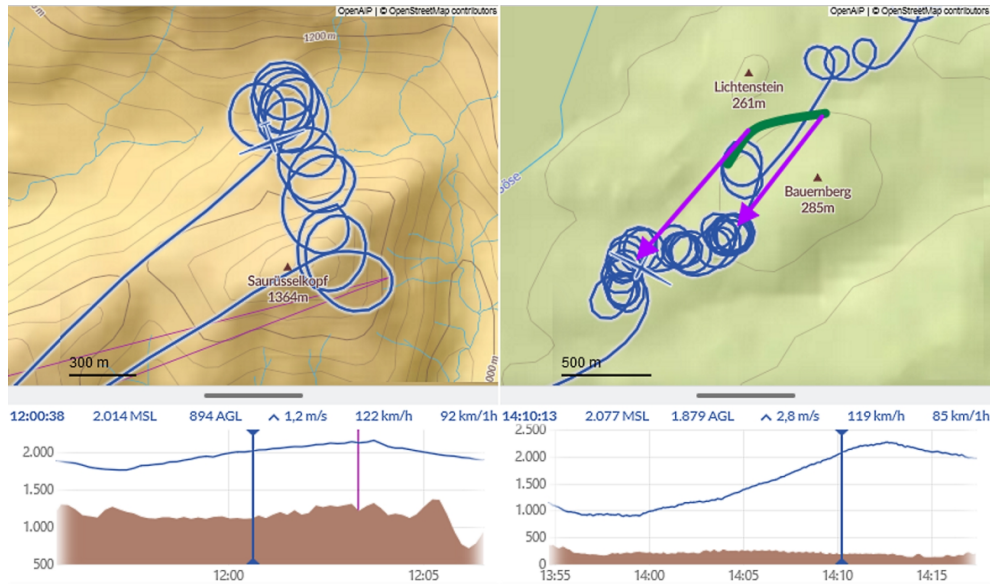 OpenAIP | © OpenStreetMap contributors
1200 m
Saurüsselkopf
1364m
300 m
000 m
12:00:38 2.014 MSL 894 AGL 1,2 m/s 122 km/h 92 km/1h
2.000
1.500
1.000
500
12:00 12:05
OpenAIP | © OpenStreetMap contributors
Lichtenstein
261m
Bauernberg
285m
öse
500 m
14:10:13 2.077 MSL 1.879 AGL 2,8 m/s 119 km/h 85 km/1h
2.500
2.000
1.500
1.000
500
0
13:55 14:00 14:05 14:10 14:15